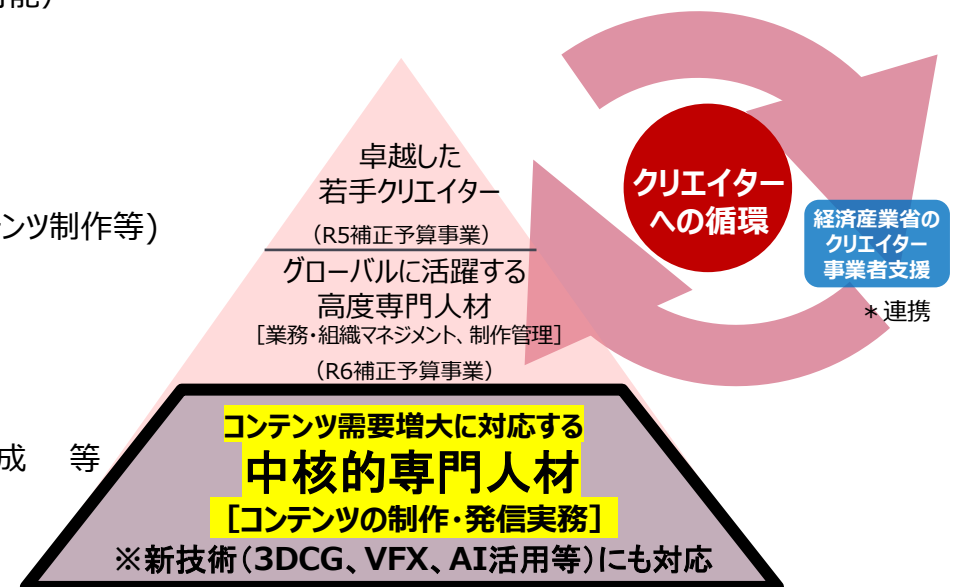 能）
卓越した
若手クリエイター
（R5補正予算事業）
ンツ制作等)
グローバルに活躍する
高度専門人材
［業務・組織マネジメント、制作管理］
（R6補正予算事業）
クリエイター
への循環
経済産業省の
クリエイター
事業者支援
＊連携
成　等
コンテンツ需要増大に対応する
中核的専門人材
［コンテンツの制作・発信実務］
※新技術（3DCG、VFX、AI活用等）にも対応